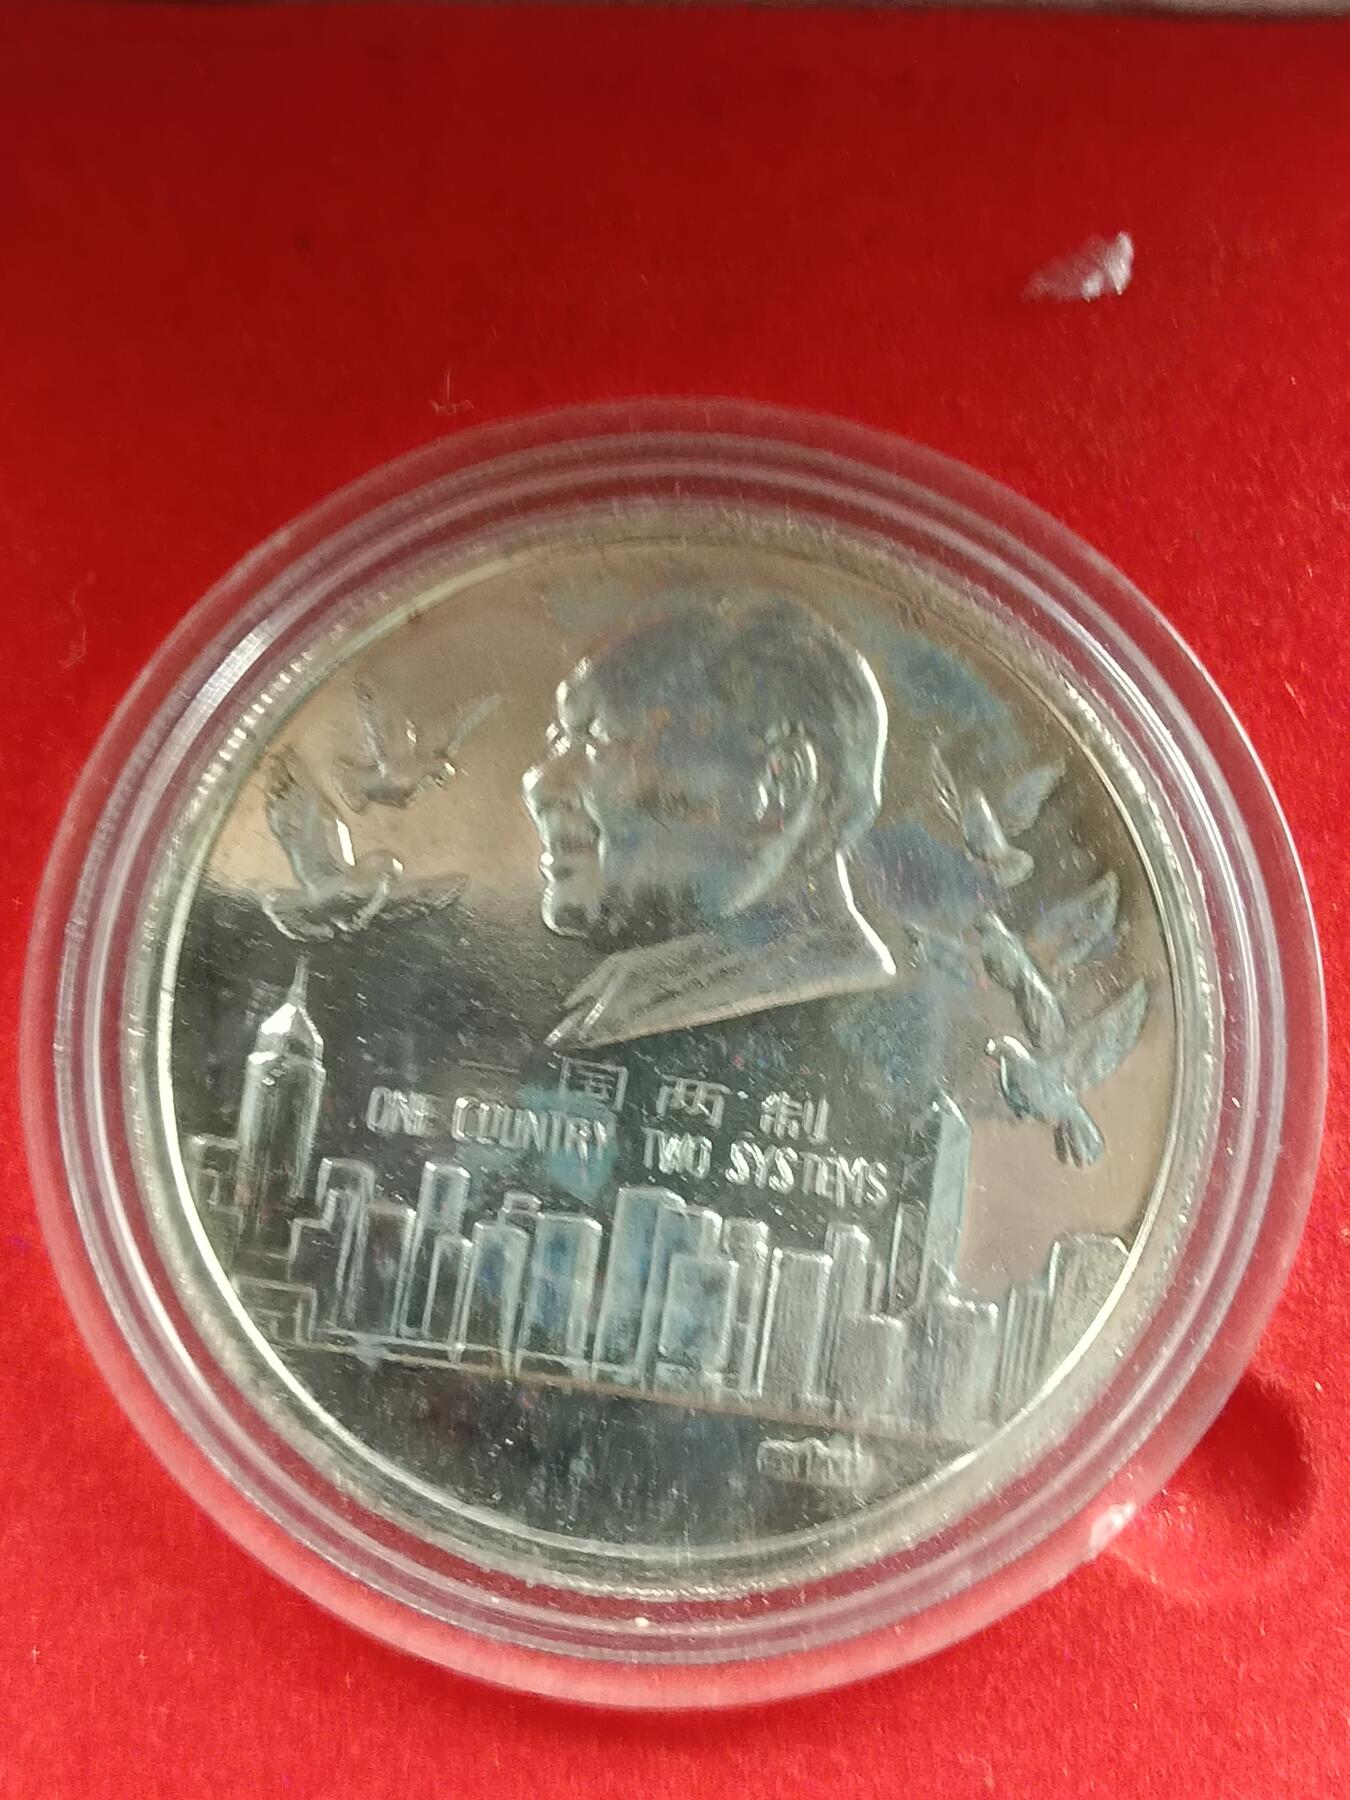 一国两制
ONE COUNTRY TWO SYSTEMS